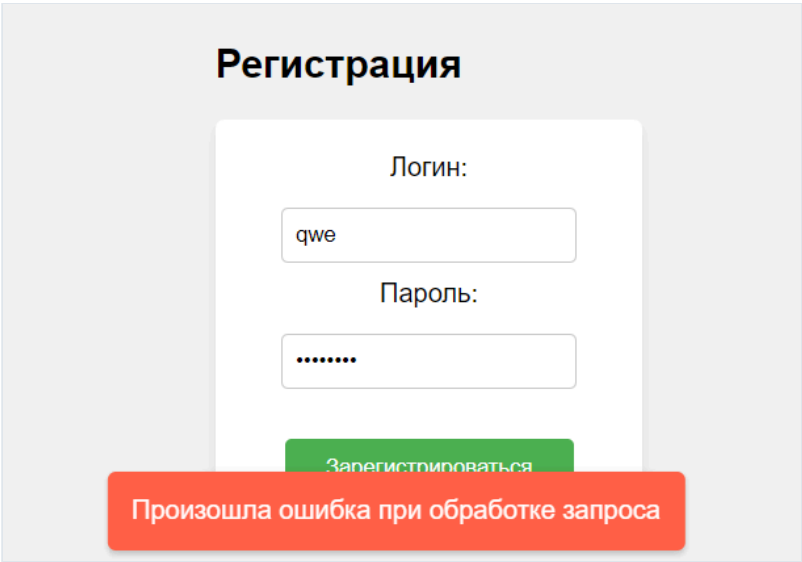 Регистрация
Логин:
qwe
Пароль:
••••••••
Зарегистрироваться
Произошла ошибка при обработке запроса